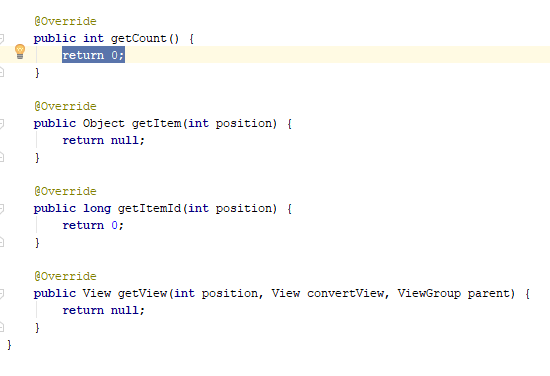 @Override
public int getCount() {
    return 0;
}
@Override
public Object getItem(int position) {
    return null;
}
@Override
public long getItemId(int position) {
    return 0;
}
@Override
public View getView(int position, View convertView, ViewGroup parent) {
    return null;
}
}